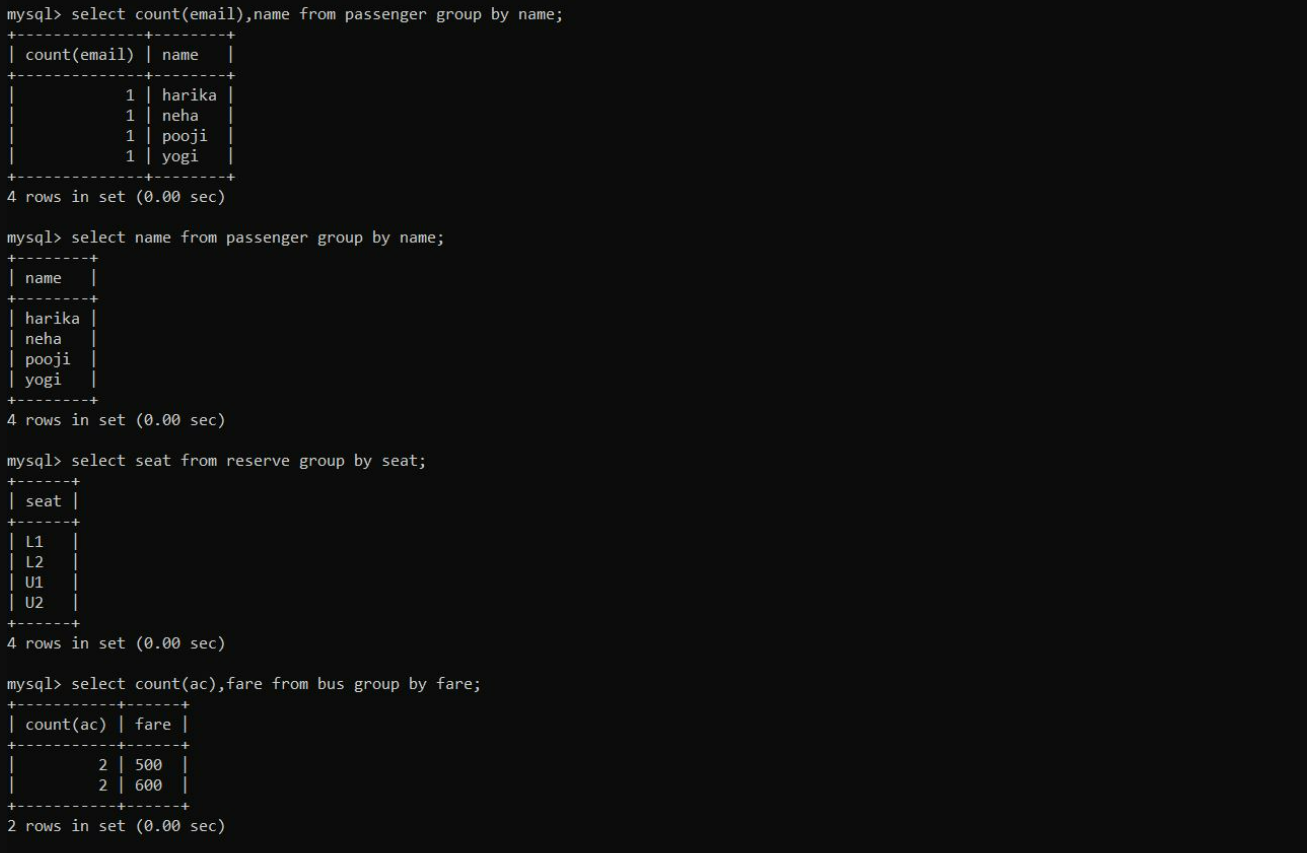 mysql> select count(email),name from passenger group by name;
+--------------+--------+
| count(email) | name   |
+--------------+--------+
|            1 | harika |
|            1 | neha   |
|            1 | pooji  |
|            1 | yogi   |
+--------------+--------+
4 rows in set (0.00 sec)

mysql> select name from passenger group by name;
+--------+
| name   |
+--------+
| harika |
| neha   |
| pooji  |
| yogi   |
+--------+
4 rows in set (0.00 sec)

mysql> select seat from reserve group by seat;
+------+
| seat |
+------+
| L1   |
| L2   |
| U1   |
| U2   |
+------+
4 rows in set (0.00 sec)

mysql> select count(ac),fare from bus group by fare;
+-----------+------+
| count(ac) | fare |
+-----------+------+
|         2 | 500  |
|         2 | 600  |
+-----------+------+
2 rows in set (0.00 sec)